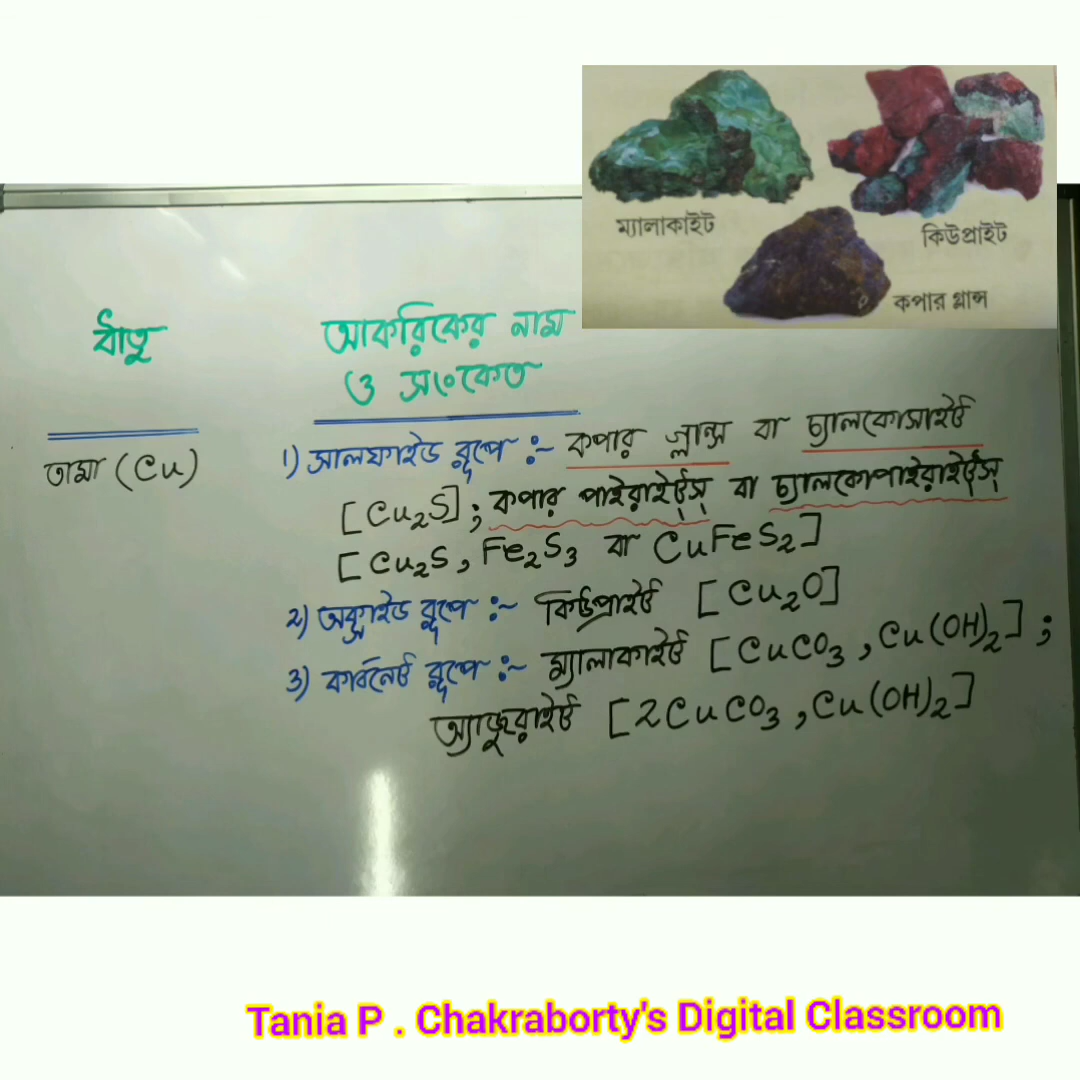 ম্যালাকাইট
কিউপ্রাইট
কপার গ্লান্স
ধাতু
আকরিকের নাম
ও সংকেত
তামা (Cu)
1) সালফাইড রূপে :- কপার গ্লান্স বা চ্যালকোসাইট
[Cu₂S]; কপার পাইরাইট্স্ বা চ্যালকোপাইরাইট্স্
[Cu₂S, Fe₂S₃ বা CuFeS₂]
2) অক্সাইড রূপে :- কিউপ্রাইট [Cu₂O]
3) কার্বনেট রূপে :- ম্যালাকাইট [CuCO₃, Cu(OH)₂];
অ্যাজুরাইট [2CuCO₃, Cu(OH)₂]
Tania P . Chakraborty's Digital Classroom